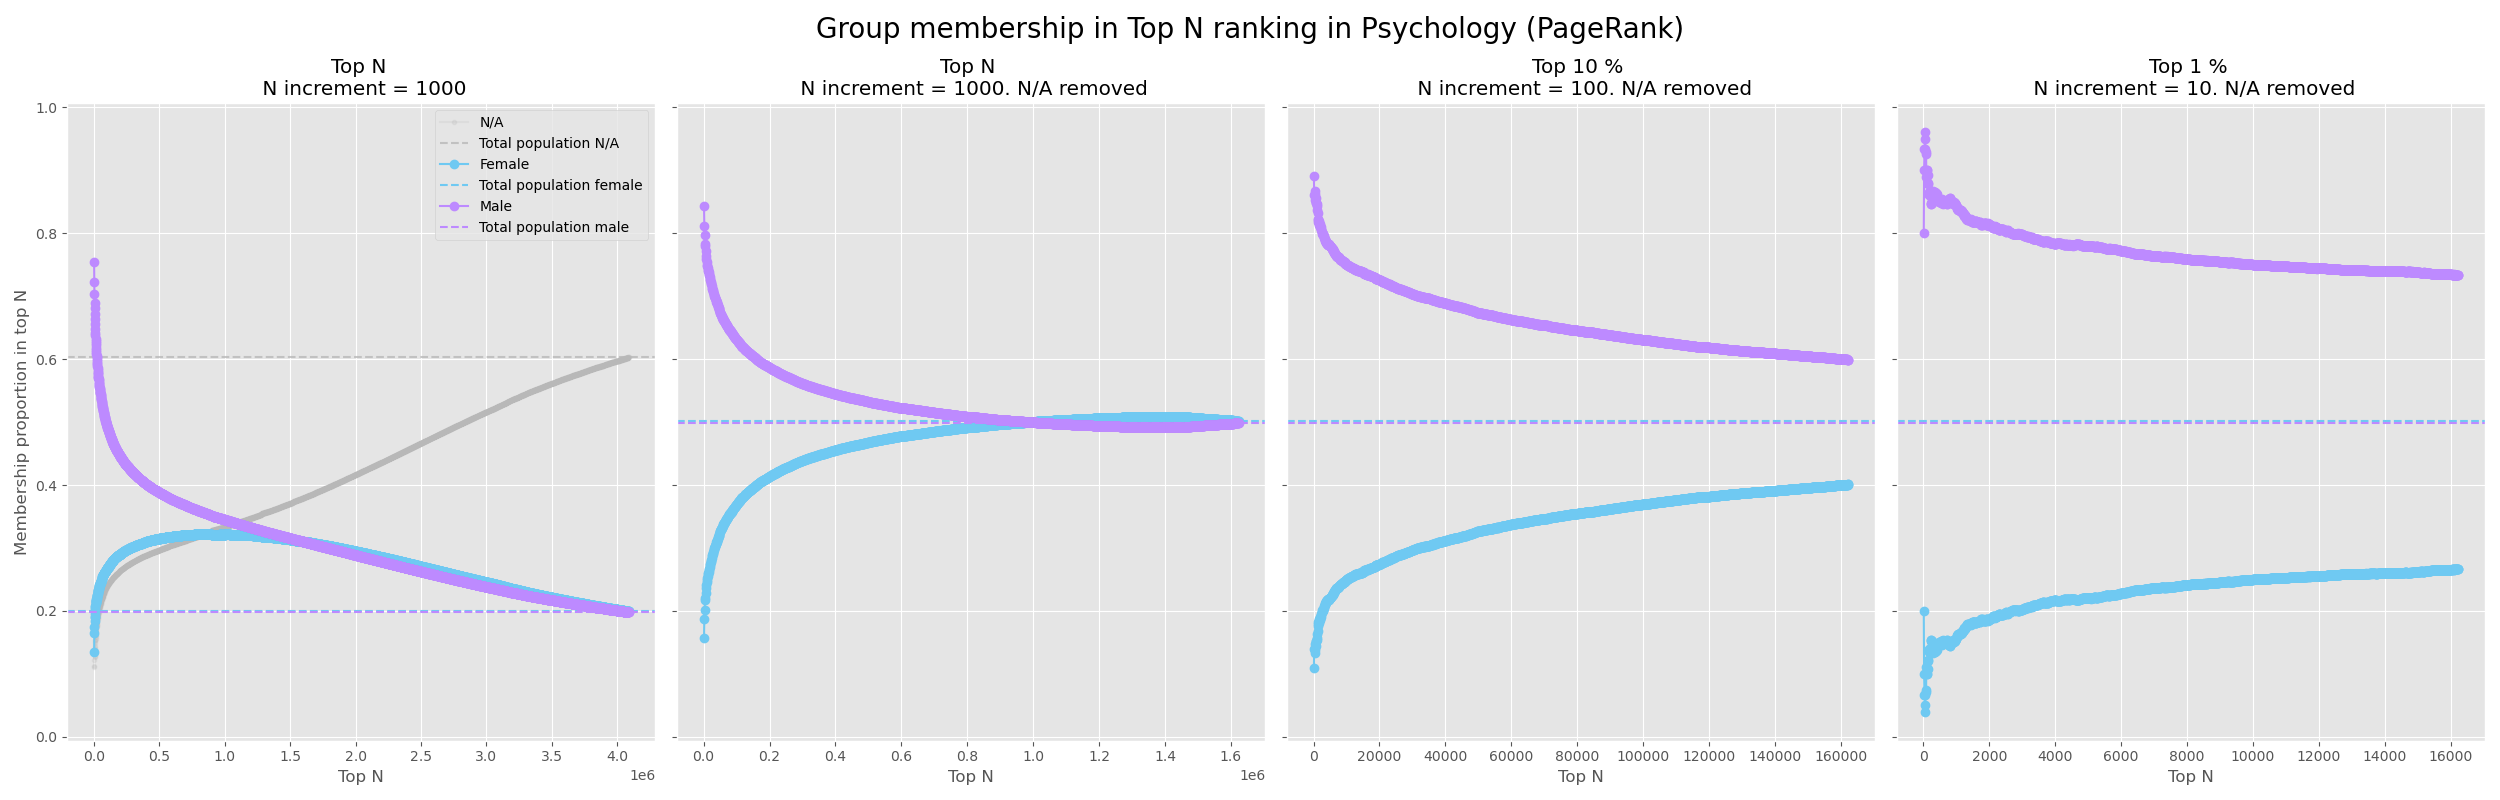 Group membership in Top N ranking in Psychology (PageRank)
Top N
N increment = 1000
Membership proportion in top N
1.0
0.8
0.6
0.4
0.2
0.0
N/A
Total population N/A
Female
Total population female
Male
Total population male
0.0 0.5 1.0 1.5 2.0 2.5 3.0 3.5 4.0
1e6
Top N
Top N
N increment = 1000. N/A removed
0.0 0.2 0.4 0.6 0.8 1.0 1.2 1.4 1.6
1e6
Top N
Top 10 %
N increment = 100. N/A removed
0 20000 40000 60000 80000 100000 120000 140000 160000
Top N
Top 1 %
N increment = 10. N/A removed
0 2000 4000 6000 8000 10000 12000 14000 16000
Top N